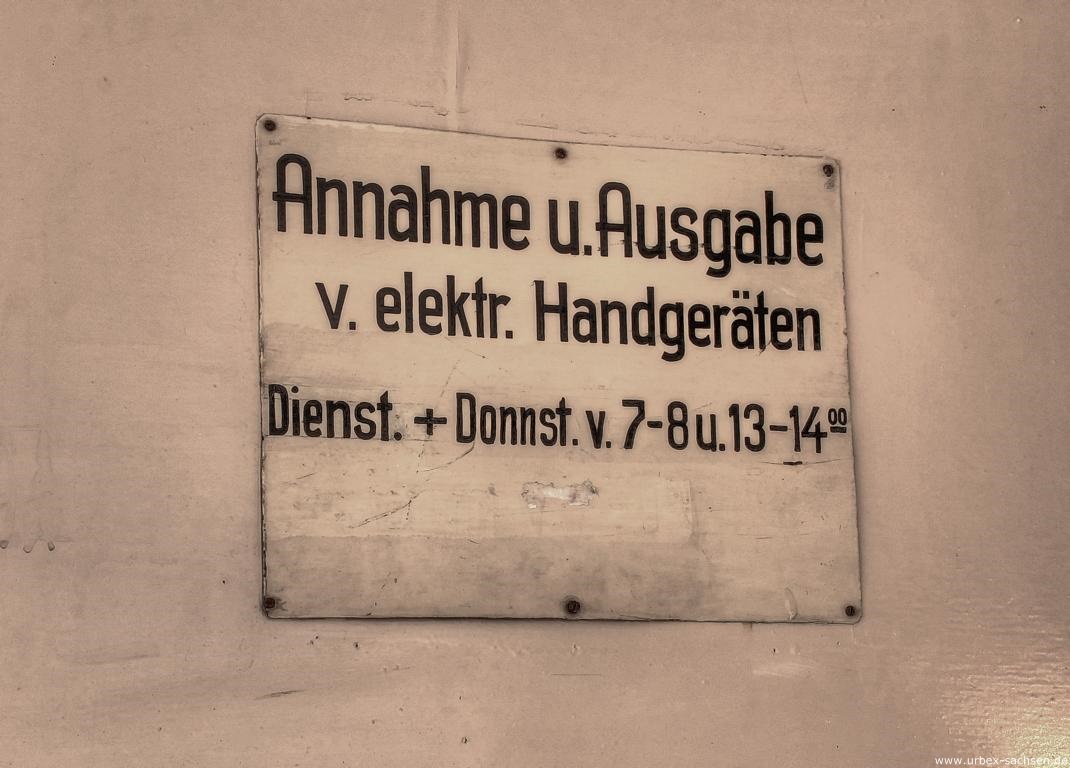 Annahme u. Ausgabe
v. elektr. Handgeräten
Dienst. + Donnst. v. 7-8 u. 13-14⁰⁰
www.urbex-sachsen.de